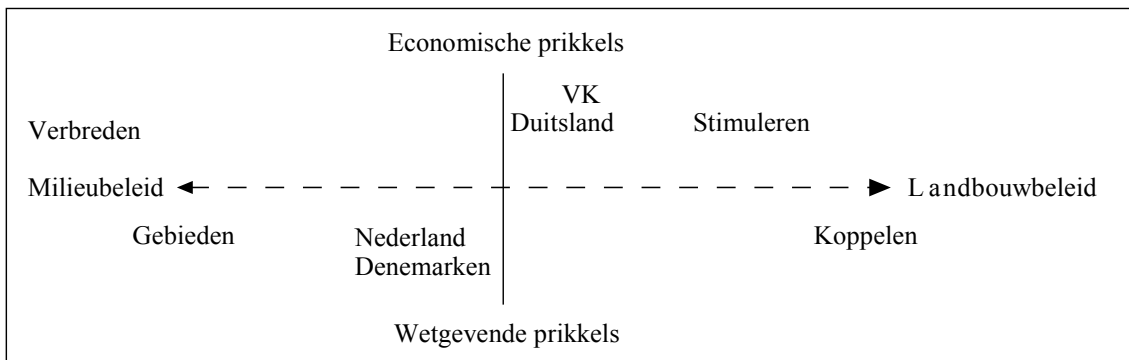 Economische prikkels
VK
Verbreden
Duitsland
Stimuleren
Milieubeleid
Landbouwbeleid
Gebieden
Nederland
Koppelen
Denemarken
Wetgevende prikkels